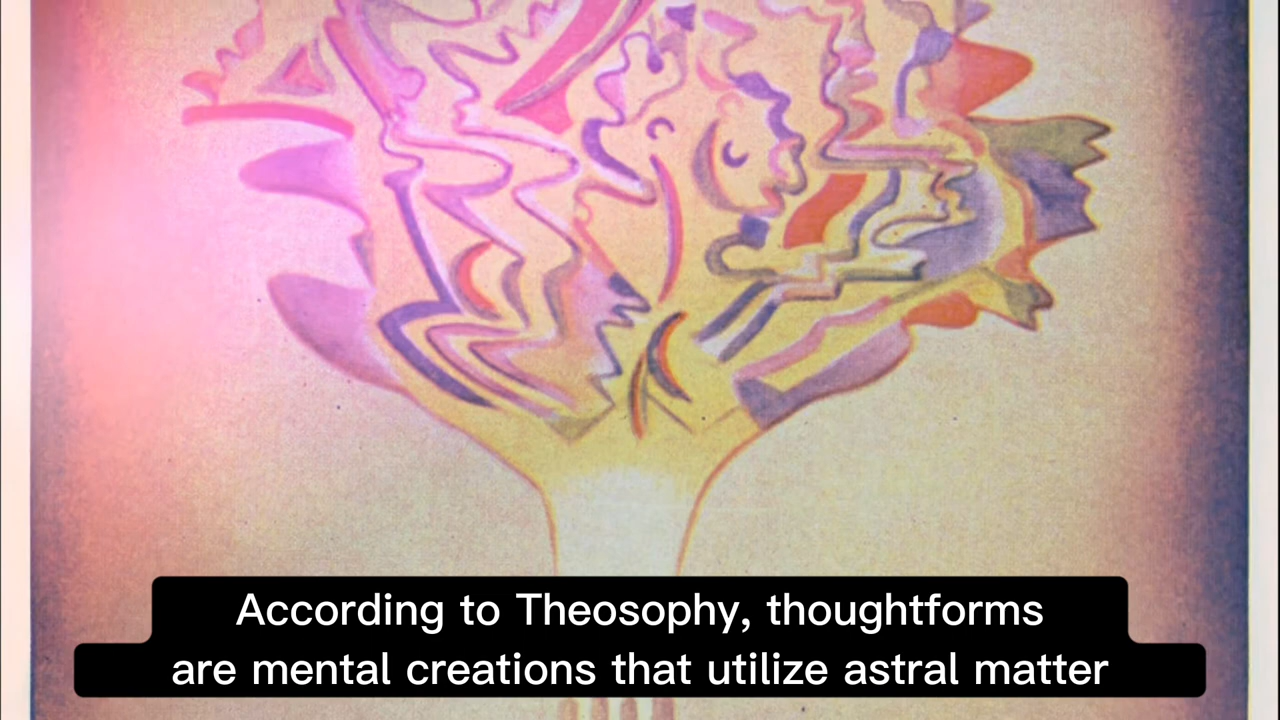 According to Theosophy, thoughtforms
are mental creations that utilize astral matter